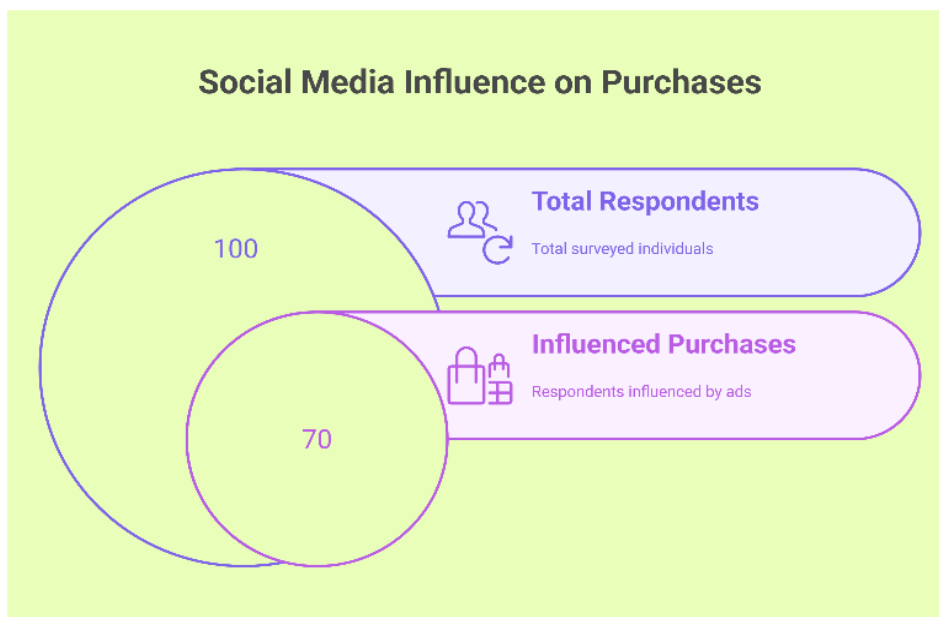 Social Media Influence on Purchases
100
Total Respondents
Total surveyed individuals
Influenced Purchases
Respondents influenced by ads
70